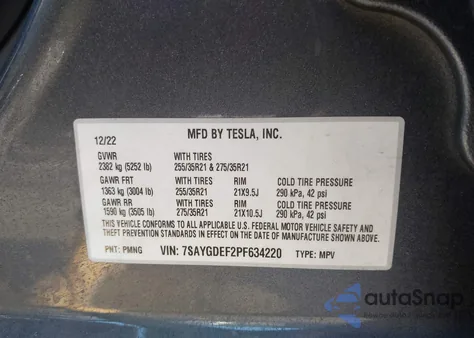 MFD BY TESLA, INC.
12/22
GVWR WITH TIRES
2382 kg (5252 lb) 255/35R21 & 275/35R21
GAWR FRT WITH TIRES RIM COLD TIRE PRESSURE
1363 kg (3004 lb) 255/35R21 21X9.5J 290 kPa, 42 psi
GAWR RR WITH TIRES RIM COLD TIRE PRESSURE
1590 kg (3505 lb) 275/35R21 21X10.5J 290 kPa, 42 psi
THIS VEHICLE CONFORMS TO ALL APPLICABLE U.S. FEDERAL MOTOR VEHICLE SAFETY AND
THEFT PREVENTION STANDARDS IN EFFECT ON THE DATE OF MANUFACTURE SHOWN ABOVE.
PNT: PMNG VIN: 7SAYGDEF2PF634220 TYPE: MPV
autoSnap